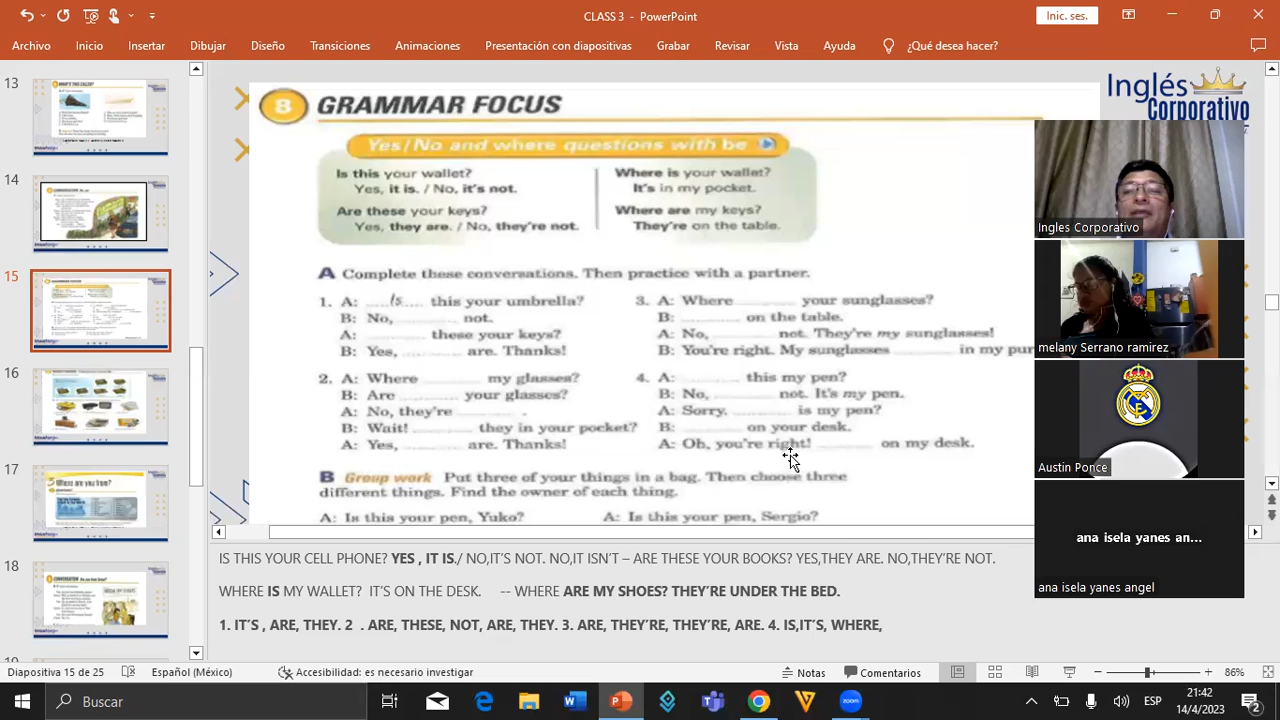 CLASS 3 - PowerPoint
Inic. ses.
Archivo Inicio Insertar Dibujar Diseño Transiciones Animaciones Presentación con diapositivas Grabar Revisar Vista Ayuda ¿Qué desea hacer?
13
14
15
16
17
18
Inglés
Corporativo
8 GRAMMAR FOCUS
Yes/No and where questions with be
Is this your wallet?
Yes, it is. / No, it's not.
Are these your keys?
Yes, they are. / No, they're not.
Where is your wallet?
It's in my pocket.
Where are my keys?
They're on the table.
A Complete these conversations. Then practice with a partner.
1. A: Is this your umbrella?
B: No, ........ not.
A: ........ these your keys?
B: Yes, ........ are. Thanks!
2. A: Where ........ my glasses?
B: Are ........ your glasses?
A: No, they're ........ .
B: Wait! ........ they in your pocket?
A: Yes, ........ are. Thanks!
3. A: Where ........ your sunglasses?
B: ........ on the table.
A: No, ........ not. They're my sunglasses!
B: You're right. My sunglasses ........ in my pur
4. A: ........ this my pen?
B: No, ........ not. It's my pen.
A: Sorry. ........ is my pen?
B: ........ on your desk.
A: Oh, you're right! ........ on my desk.
B Group work Put three of your things in a bag. Then choose three
different things. Find the owner of each thing.
A: Is this your pen, Yuko? A: Is this your pen, Sergio?
Ingles Corporativo
melany Serrano ramirez
Austin Ponce
ana isela yanes an...
ana isela yanes angel
IS THIS YOUR CELL PHONE? YES , IT IS./ NO,IT'S NOT. NO,IT ISN'T – ARE THESE YOUR BOOKS? YES,THEY ARE. NO,THEY'RE NOT.
WHERE IS MY WALLET? IT'S ON THE DESK. —WHERE ARE MY SHOES? THEY´RE UNDER THE BED.
1. IT'S , ARE, THEY. 2 . ARE, THESE, NOT, ARE, THEY. 3. ARE, THEY'RE, THEY'RE, ARE. 4. IS,IT'S, WHERE,
Diapositiva 15 de 25 Español (México) Accesibilidad: es necesario investigar Notas Comentarios 86%
Buscar
ESP
21:42
14/4/2023
2